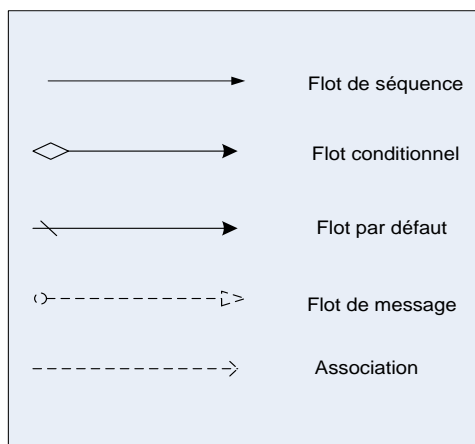 Flot de séquence
Flot conditionnel
Flot par défaut
Flot de message
Association